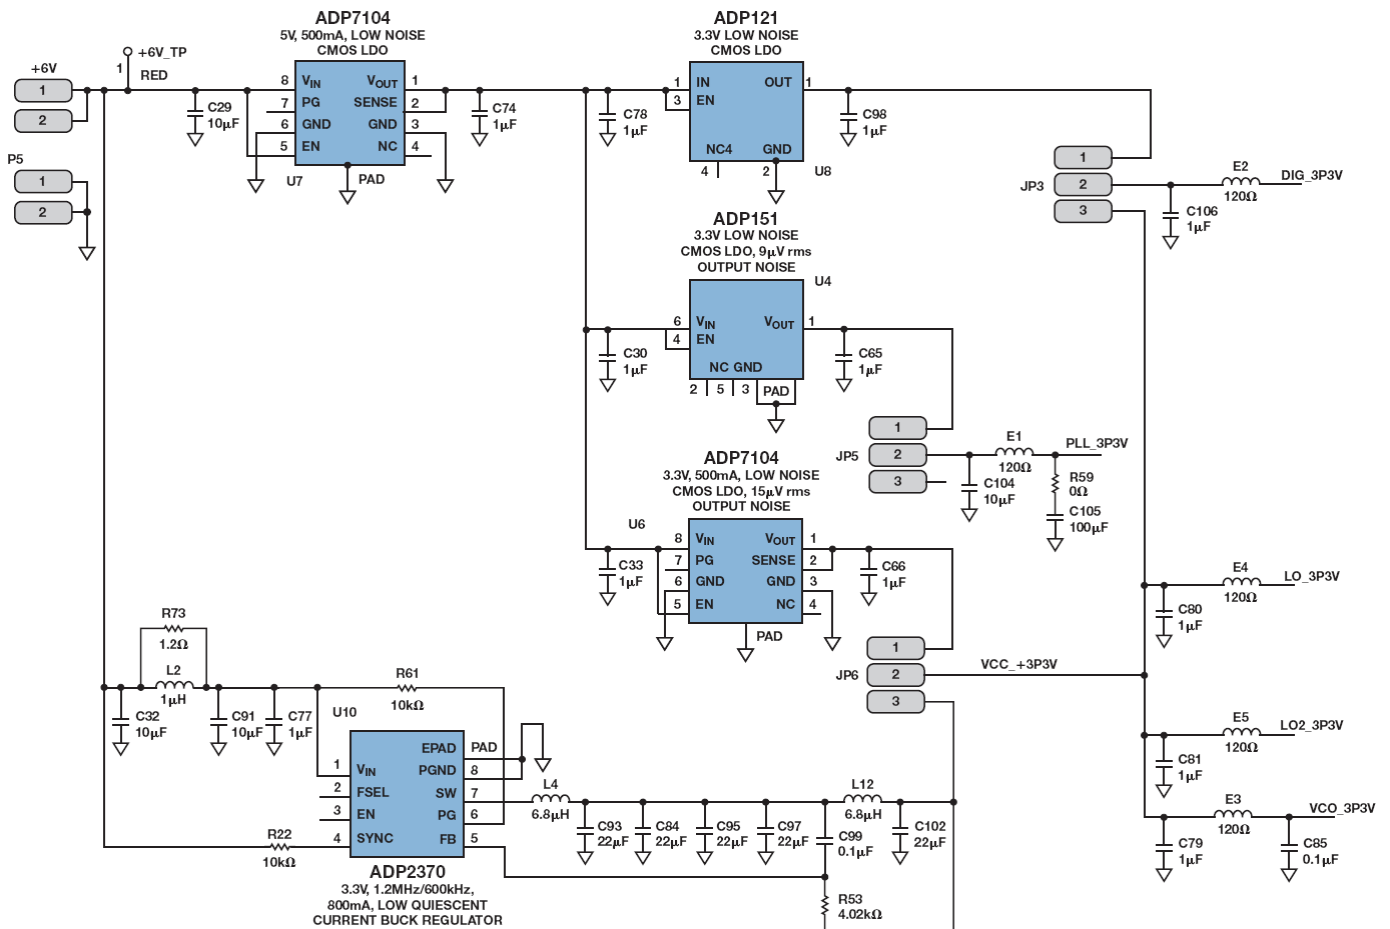 ADP7104
5V, 500mA, LOW NOISE
CMOS LDO
+6V_TP
1
RED
+6V
1
2
P5
1
2
C29
10µF
8
VIN
VOUT
1
7
PG
SENSE
2
6
GND
GND
3
5
EN
NC
4
U7
PAD
C74
1µF
C78
1µF
ADP121
3.3V LOW NOISE
CMOS LDO
1
IN
OUT
1
3
EN
NC4
GND
4
2
U8
C98
1µF
1
JP3
2
3
C106
1µF
E2
120Ω
DIG_3P3V
ADP151
3.3V LOW NOISE
CMOS LDO, 9µV rms
OUTPUT NOISE
U4
6
VIN
VOUT
1
4
EN
NC GND
2
5
3
PAD
C30
1µF
C65
1µF
1
JP5
2
3
E1
120Ω
PLL_3P3V
C104
10µF
R59
0Ω
C105
100µF
ADP7104
3.3V, 500mA, LOW NOISE
CMOS LDO, 15µV rms
OUTPUT NOISE
U6
8
VIN
VOUT
1
7
PG
SENSE
2
6
GND
GND
3
5
EN
NC
4
PAD
C33
1µF
C66
1µF
1
JP6
2
3
VCC_+3P3V
E4
120Ω
LO_3P3V
C80
1µF
E5
120Ω
LO2_3P3V
C81
1µF
E3
120Ω
VCO_3P3V
C79
1µF
C85
0.1µF
R73
1.2Ω
L2
1µH
C32
10µF
C91
10µF
C77
1µF
R61
10kΩ
U10
EPAD
PAD
1
VIN
PGND
8
2
FSEL
SW
7
3
EN
PG
6
4
SYNC
FB
5
R22
10kΩ
ADP2370
3.3V, 1.2MHz/600kHz,
800mA, LOW QUIESCENT
CURRENT BUCK REGULATOR
L4
6.8µH
C93
22µF
C84
22µF
C95
22µF
C97
22µF
C99
0.1µF
L12
6.8µH
C102
22µF
R53
4.02kΩ